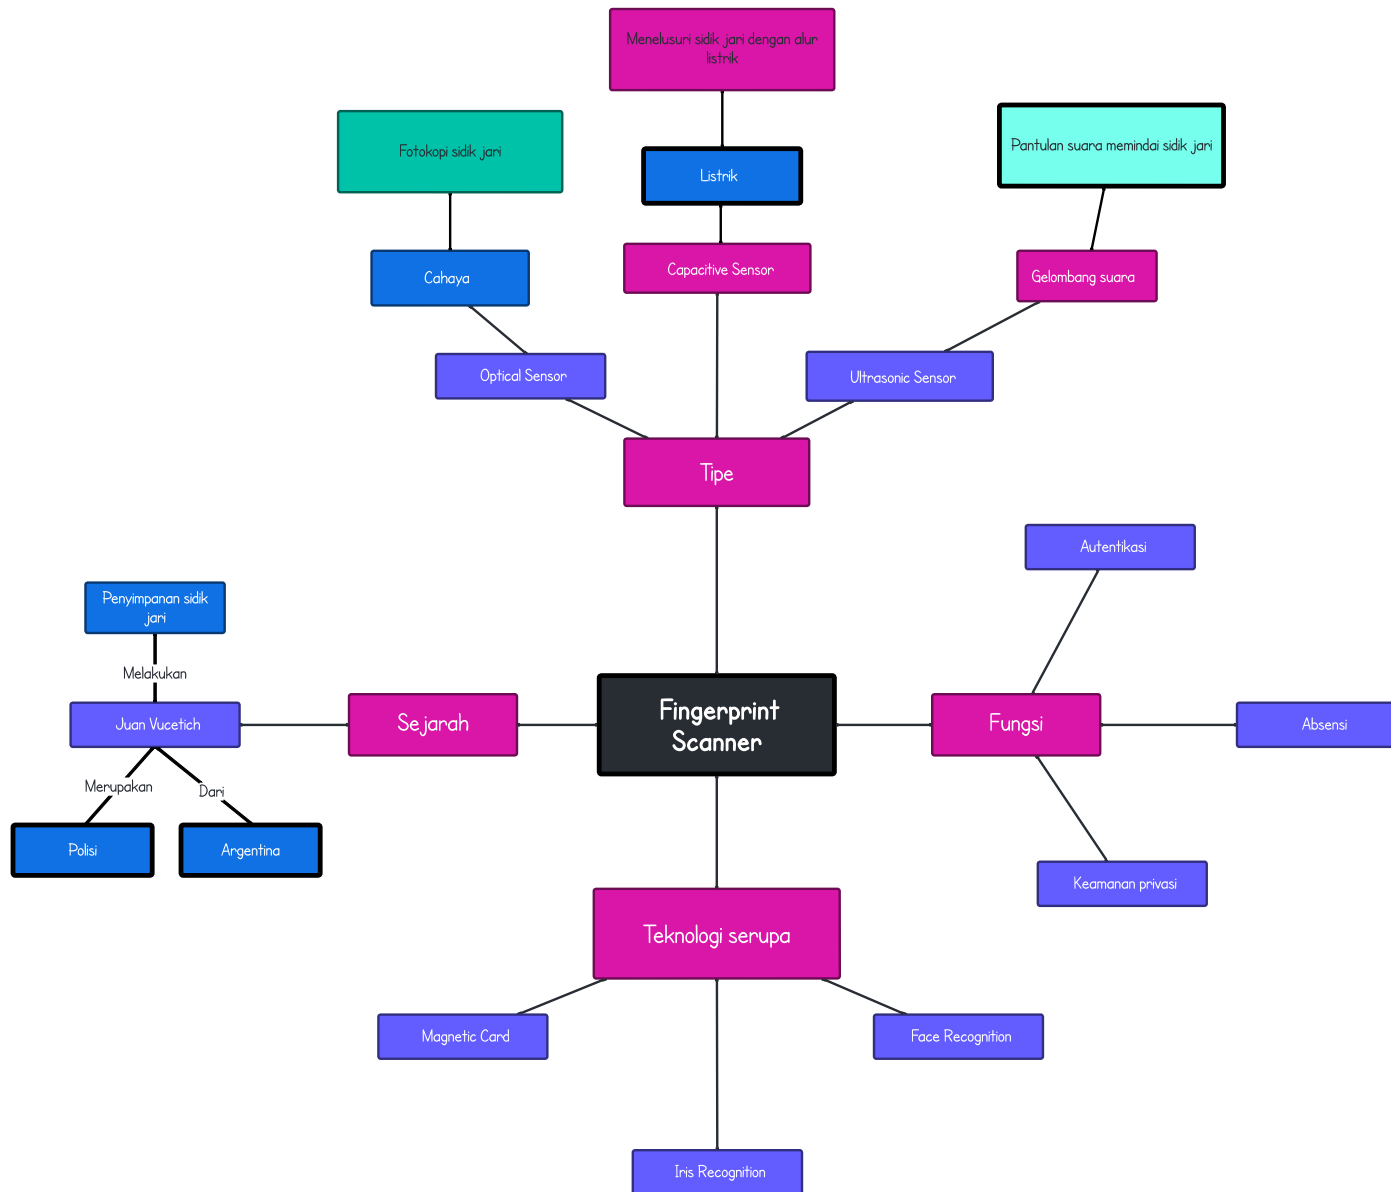 Menelusuri sidik jari dengan alur
listrik
Fotokopi sidik jari
Pantulan suara memindai sidik jari
Listrik
Cahaya
Capacitive Sensor
Gelombang suara
Optical Sensor
Ultrasonic Sensor
Tipe
Autentikasi
Penyimpanan sidik
jari
Melakukan
Juan Vucetich
Sejarah
Fingerprint
Scanner
Fungsi
Absensi
Merupakan
Dari
Polisi
Argentina
Keamanan privasi
Teknologi serupa
Magnetic Card
Face Recognition
Iris Recognition